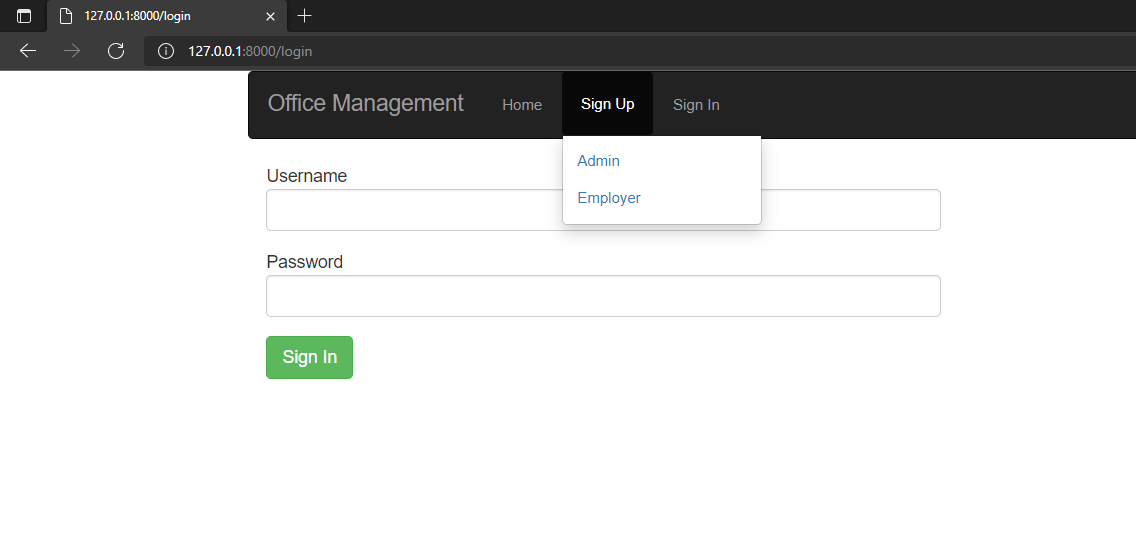 127.0.0.1:8000/login
127.0.0.1:8000/login
Office Management Home Sign Up Sign In
Admin
Employer
Username
Password
Sign In